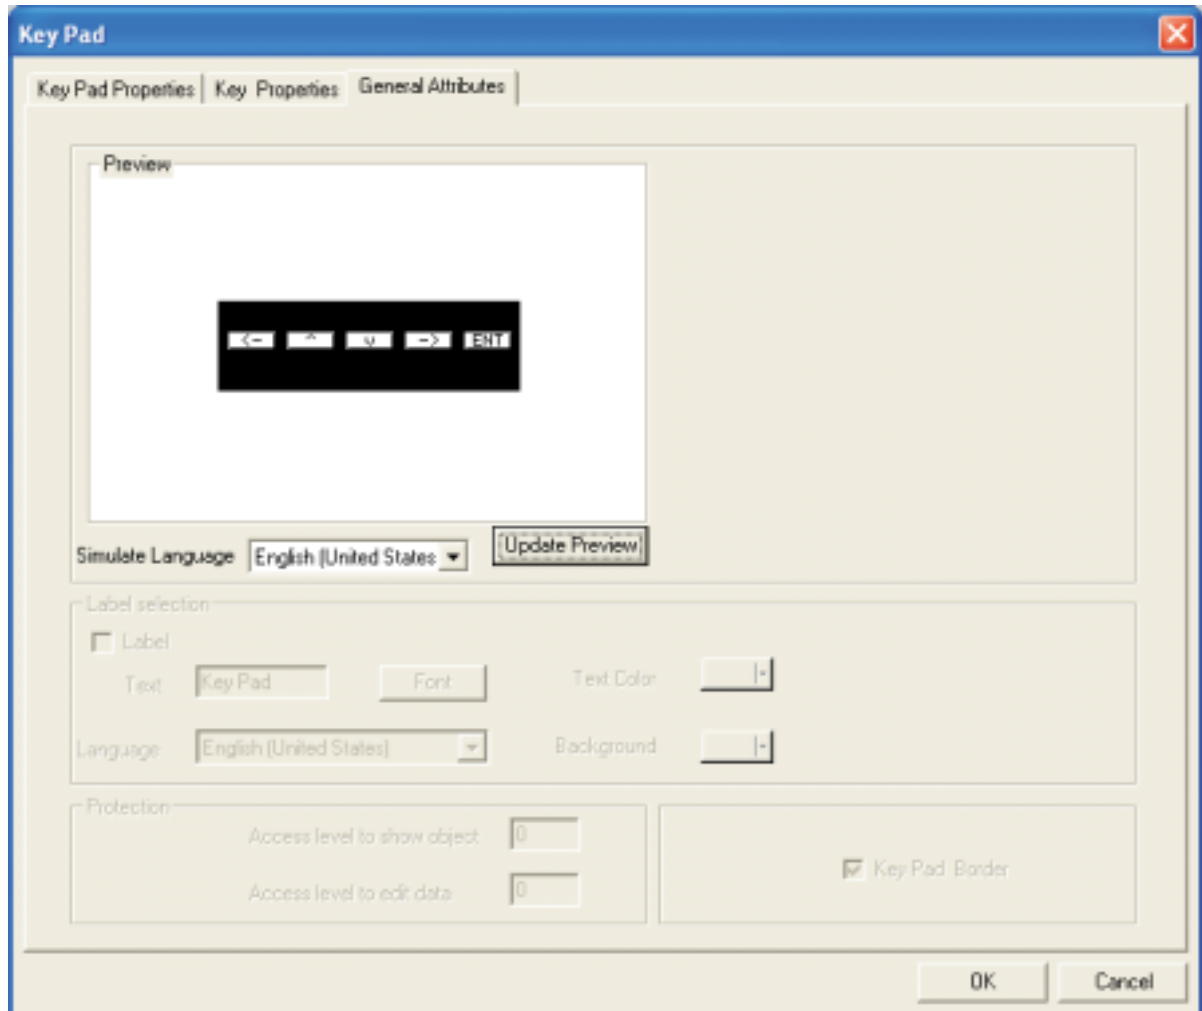 Key Pad
Key Pad Properties Key Properties General Attributes
Preview
<- ^ v -> ENT
Simulate Language English (United States Update Preview
Label selection
Label
Text Key Pad Font Text Color
Language English (United States) Background
Protection
Access level to show object 0
Key Pad Border
Access level to edit data 0
OK Cancel